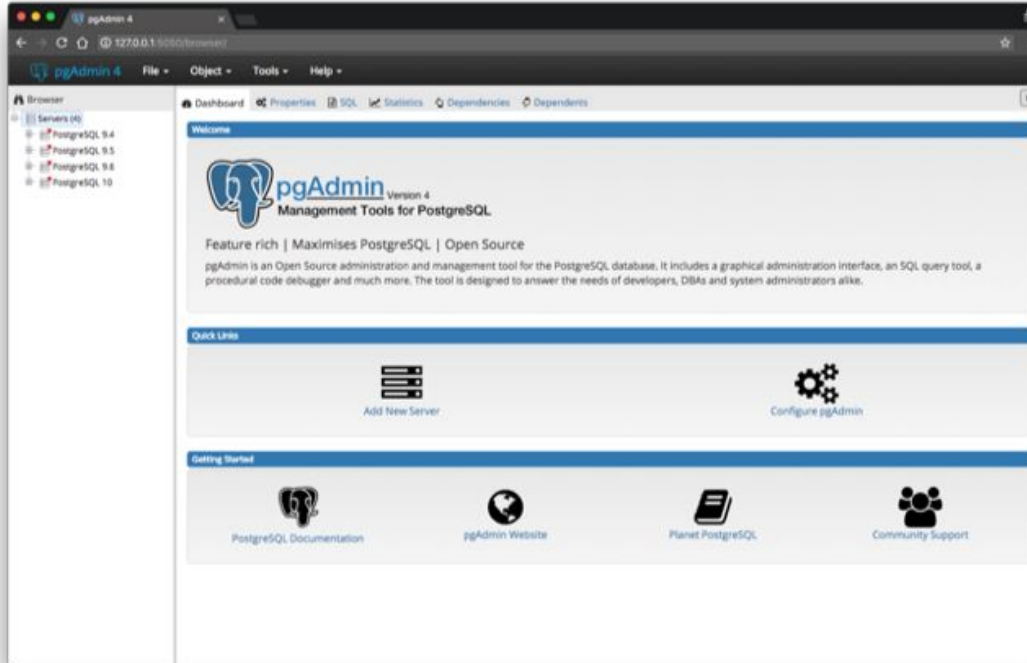 pgAdmin 4
127.0.0.1:5050/browser/
pgAdmin 4 File Object Tools Help
Browser
Servers (4)
PostgreSQL 9.4
PostgreSQL 9.5
PostgreSQL 9.6
PostgreSQL 10
Dashboard Properties SQL Statistics Dependencies Dependents
Welcome
pgAdmin Version 4
Management Tools for PostgreSQL
Feature rich | Maximises PostgreSQL | Open Source
pgAdmin is an Open Source administration and management tool for the PostgreSQL database. It includes a graphical administration interface, an SQL query tool, a
procedural code debugger and much more. The tool is designed to answer the needs of developers, DBAs and system administrators alike.
Quick Links
Add New Server Configure pgAdmin
Getting Started
PostgreSQL Documentation pgAdmin Website Planet PostgreSQL Community Support